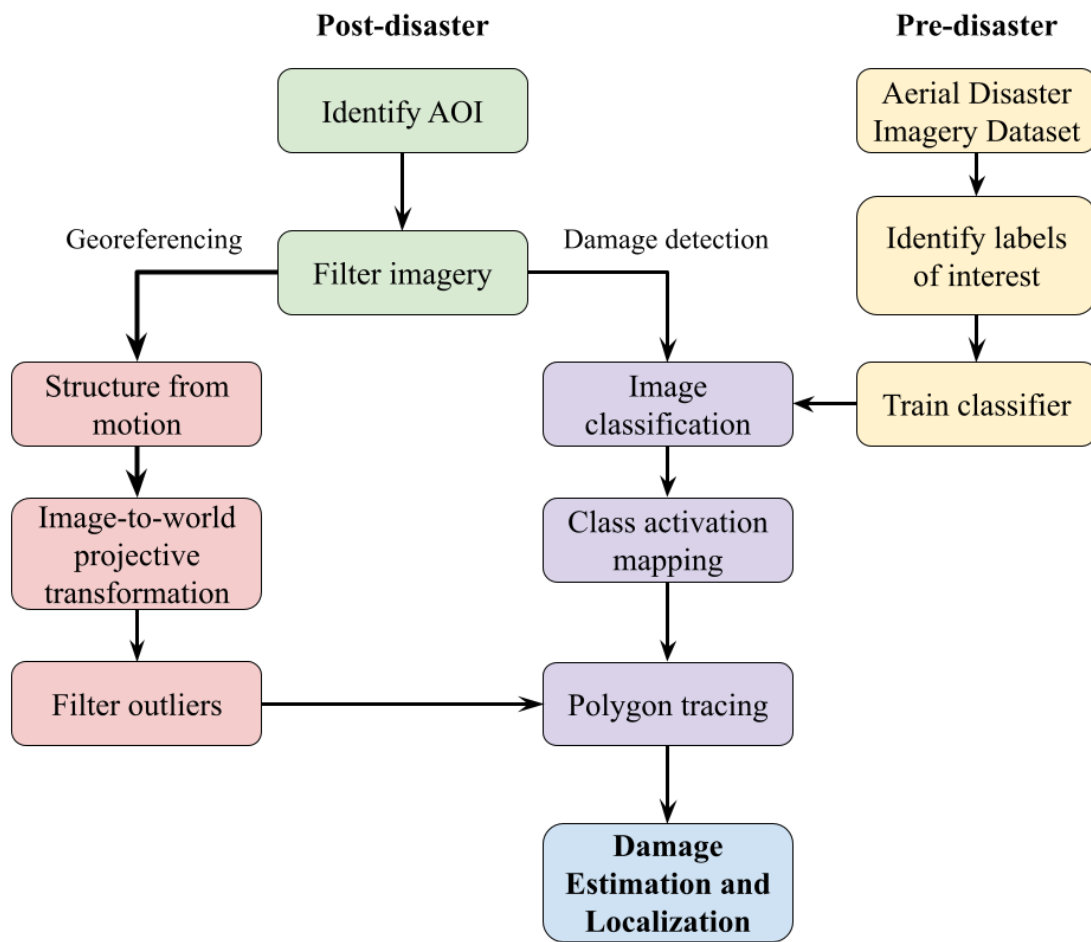 Post-disaster
Pre-disaster
Identify AOI
Aerial Disaster
Imagery Dataset
Georeferencing
Damage detection
Filter imagery
Identify labels
of interest
Structure from
motion
Image
classification
Train classifier
Image-to-world
projective
transformation
Class activation
mapping
Filter outliers
Polygon tracing
Damage
Estimation and
Localization